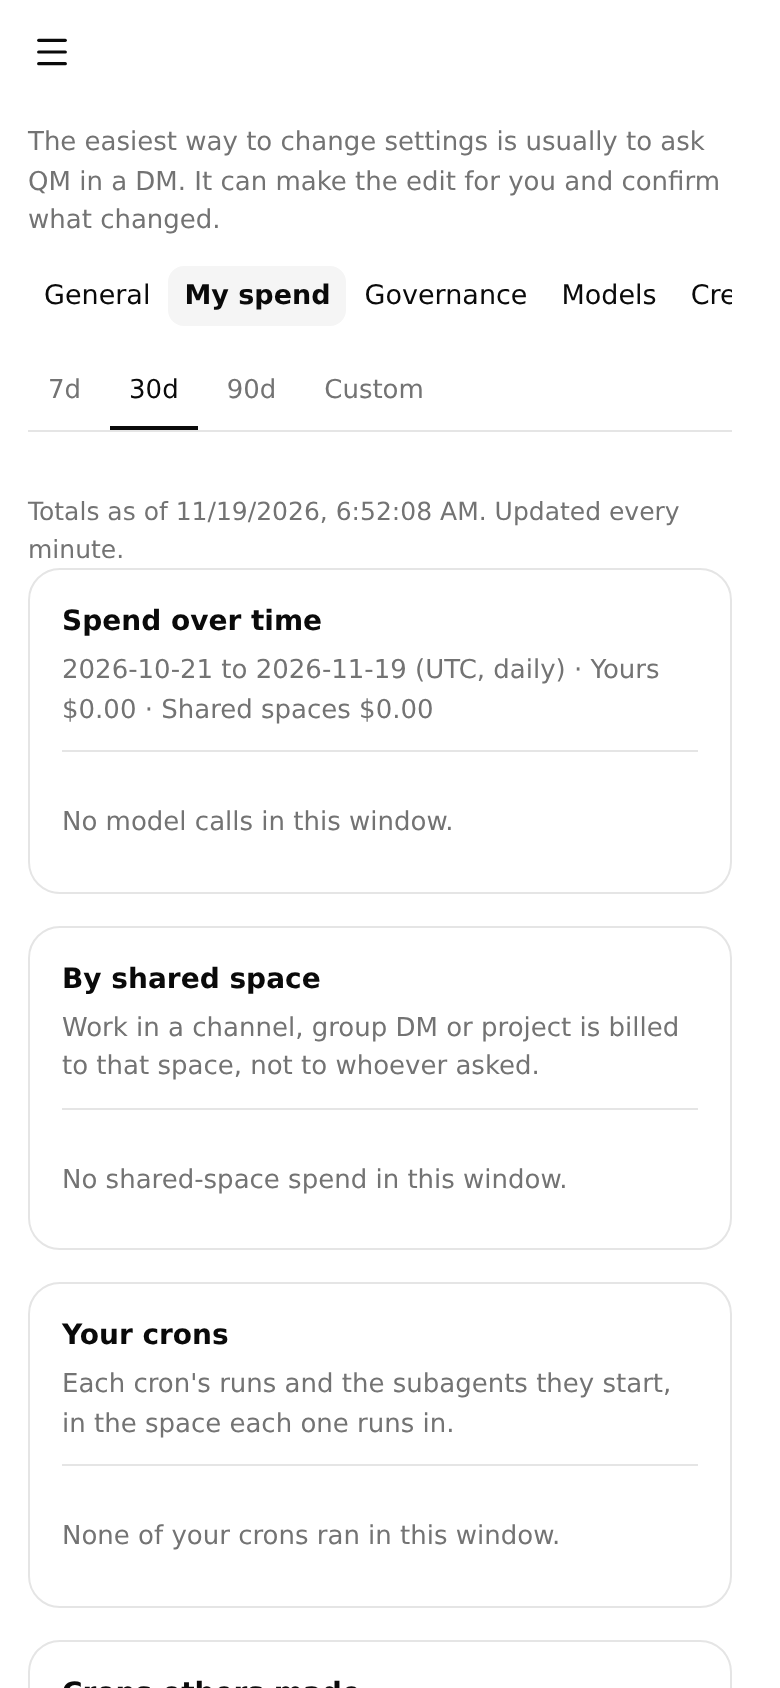 The easiest way to change settings is usually to ask
QM in a DM. It can make the edit for you and confirm
what changed.
General My spend Governance Models Cre
7d 30d 90d Custom
Totals as of 11/19/2026, 6:52:08 AM. Updated every
minute.
Spend over time
2026-10-21 to 2026-11-19 (UTC, daily) · Yours
$0.00 · Shared spaces $0.00
No model calls in this window.
By shared space
Work in a channel, group DM or project is billed
to that space, not to whoever asked.
No shared-space spend in this window.
Your crons
Each cron's runs and the subagents they start,
in the space each one runs in.
None of your crons ran in this window.
Crons others made